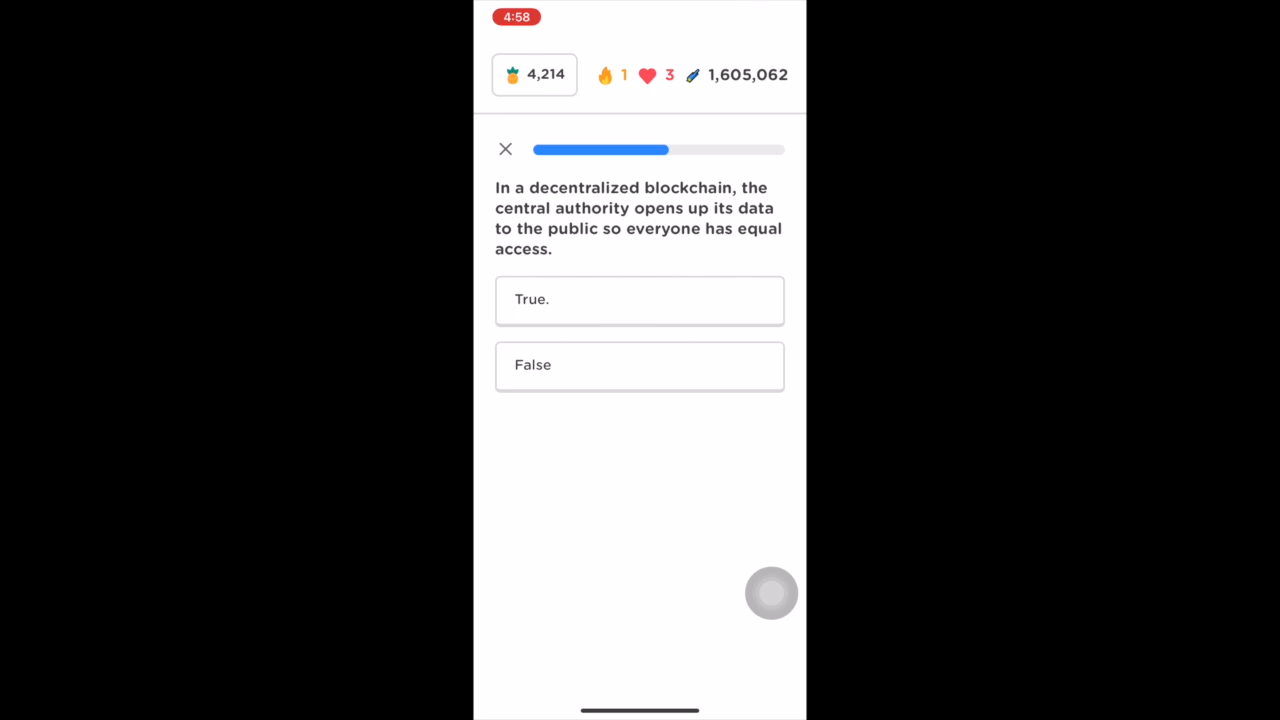 4:58
4,214 1 3 1,605,062
In a decentralized blockchain, the
central authority opens up its data
to the public so everyone has equal
access.
True.
False